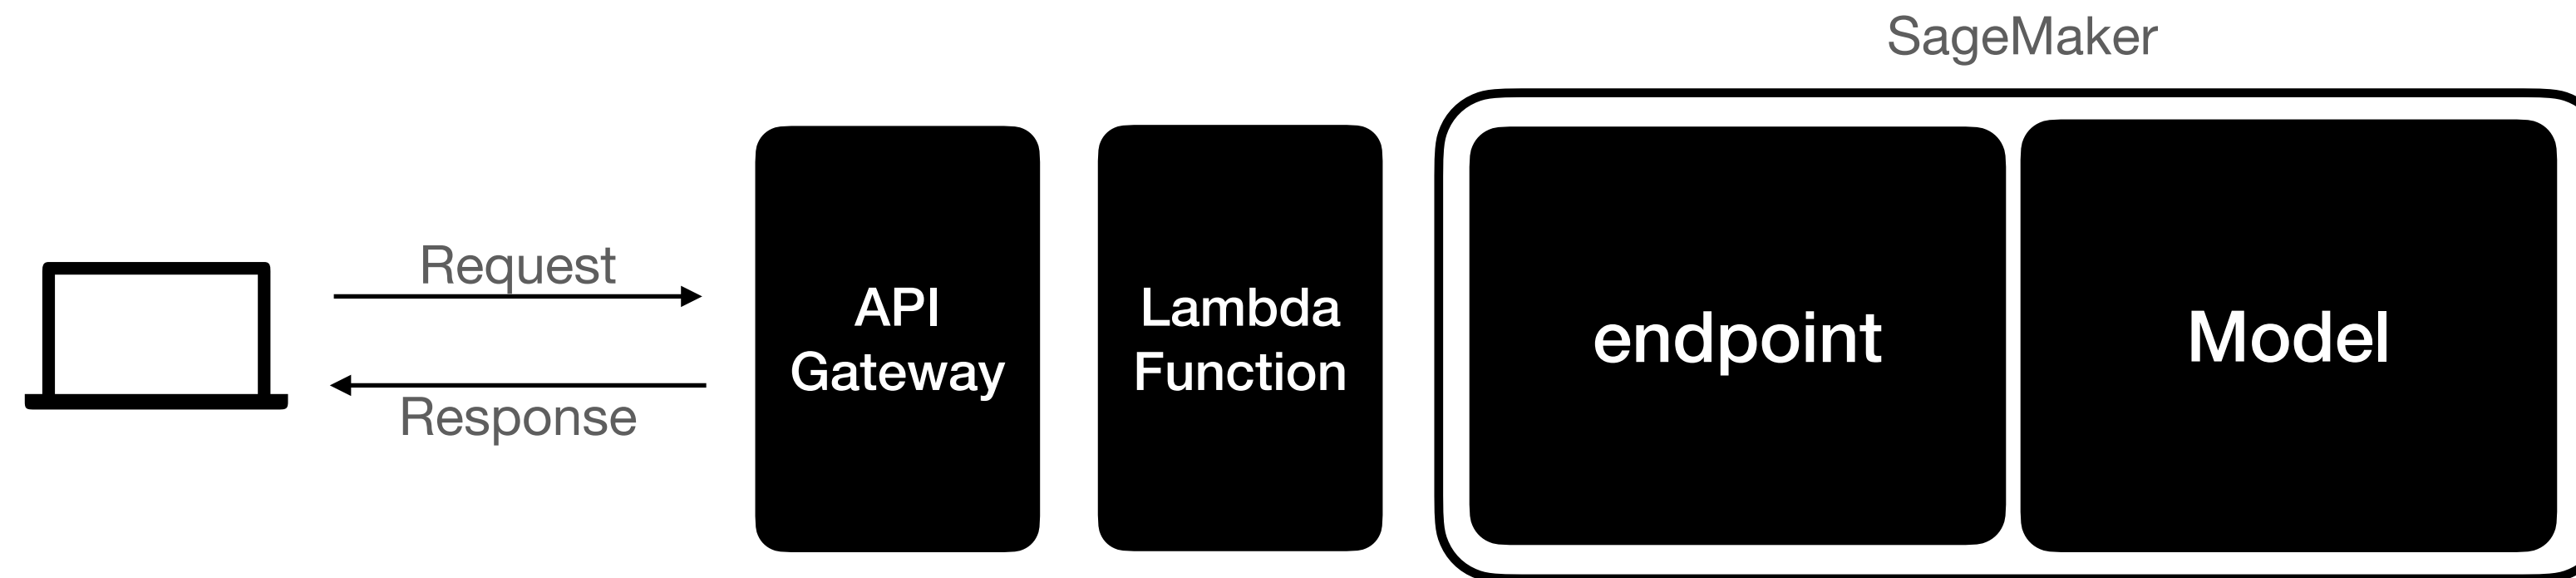 SageMaker
Request
Response
API
Gateway
Lambda
Function
endpoint
Model